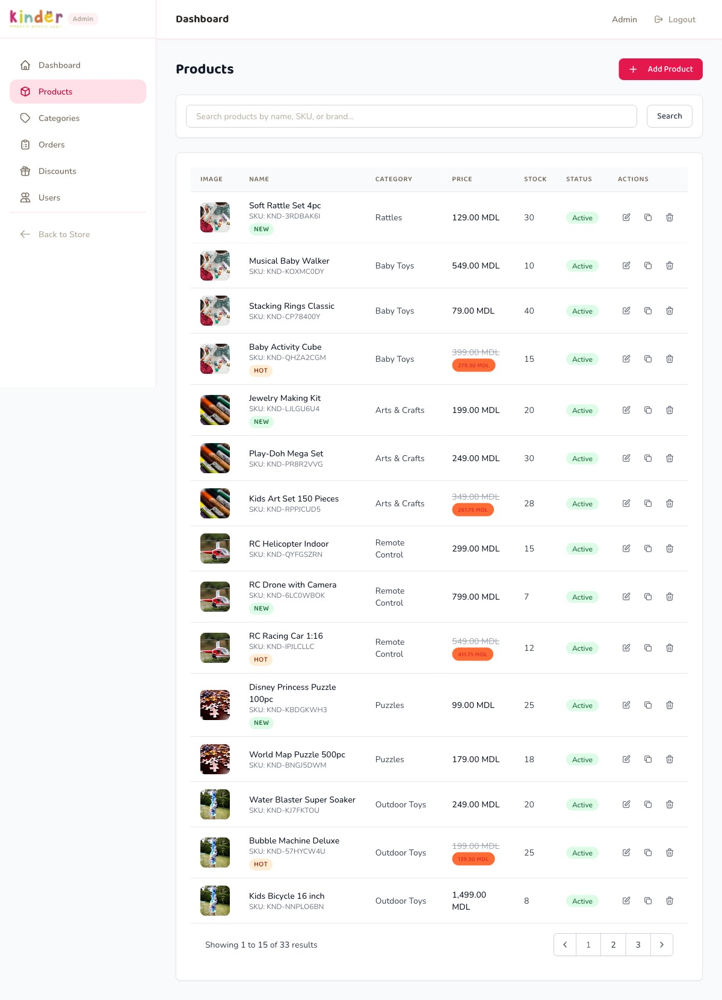 kinder
Admin
Dashboard
Admin
Logout
Dashboard
Products
Categories
Orders
Discounts
Users
Back to Store
Products
Add Product
Search products by name, SKU, or brand...
Search
IMAGE NAME CATEGORY PRICE STOCK STATUS ACTIONS
Soft Rattle Set 4pc
SKU: KND-3RDBAK6I
NEW
Rattles
129.00 MDL
30
Active
Musical Baby Walker
SKU: KND-KOXMC0DY
Baby Toys
549.00 MDL
10
Active
Stacking Rings Classic
SKU: KND-CP78400Y
Baby Toys
79.00 MDL
40
Active
Baby Activity Cube
SKU: KND-QHZA2CGM
HOT
Baby Toys
399.00 MDL
279.30 MDL
15
Active
Jewelry Making Kit
SKU: KND-LJLGU6U4
NEW
Arts & Crafts
199.00 MDL
20
Active
Play-Doh Mega Set
SKU: KND-PR8R2VVG
Arts & Crafts
249.00 MDL
30
Active
Kids Art Set 150 Pieces
SKU: KND-RPPJCUD5
Arts & Crafts
349.00 MDL
261.75 MDL
28
Active
RC Helicopter Indoor
SKU: KND-QYFGSZRN
Remote
Control
299.00 MDL
15
Active
RC Drone with Camera
SKU: KND-6LC0WBOK
NEW
Remote
Control
799.00 MDL
7
Active
RC Racing Car 1:16
SKU: KND-IPJLCLLC
HOT
Remote
Control
549.00 MDL
411.75 MDL
12
Active
Disney Princess Puzzle
100pc
SKU: KND-KBDGKWH3
NEW
Puzzles
99.00 MDL
25
Active
World Map Puzzle 500pc
SKU: KND-BNGJ5DWM
Puzzles
179.00 MDL
18
Active
Water Blaster Super Soaker
SKU: KND-KJ7FKTOU
Outdoor Toys
249.00 MDL
20
Active
Bubble Machine Deluxe
SKU: KND-57HYCW4U
HOT
Outdoor Toys
199.00 MDL
139.30 MDL
25
Active
Kids Bicycle 16 inch
SKU: KND-NNPLO6BN
Outdoor Toys
1,499.00
MDL
8
Active
Showing 1 to 15 of 33 results
1 2 3